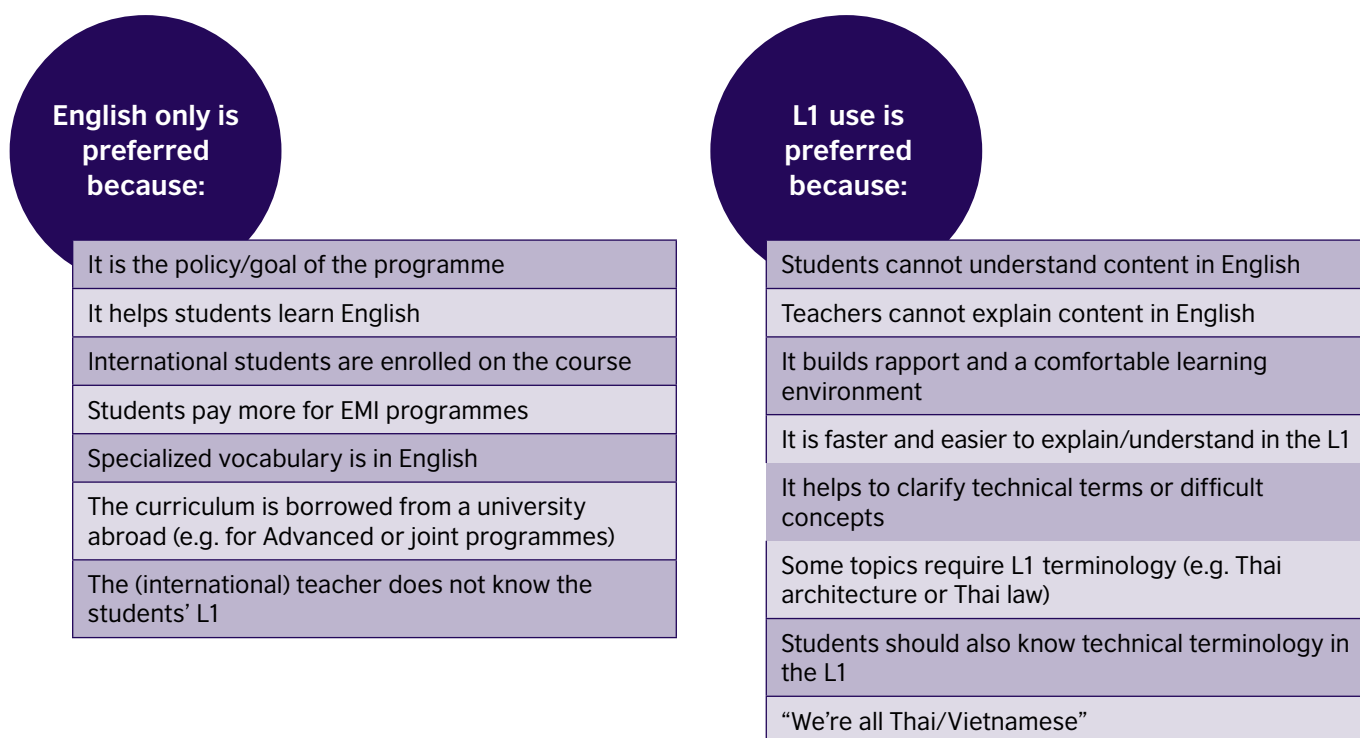 English only is
preferred
because:
It is the policy/goal of the programme
It helps students learn English
International students are enrolled on the course
Students pay more for EMI programmes
Specialized vocabulary is in English
The curriculum is borrowed from a university
abroad (e.g. for Advanced or joint programmes)
The (international) teacher does not know the
students’ L1
L1 use is
preferred
because:
Students cannot understand content in English
Teachers cannot explain content in English
It builds rapport and a comfortable learning
environment
It is faster and easier to explain/understand in the L1
It helps to clarify technical terms or difficult
concepts
Some topics require L1 terminology (e.g. Thai
architecture or Thai law)
Students should also know technical terminology in
the L1
“We’re all Thai/Vietnamese”